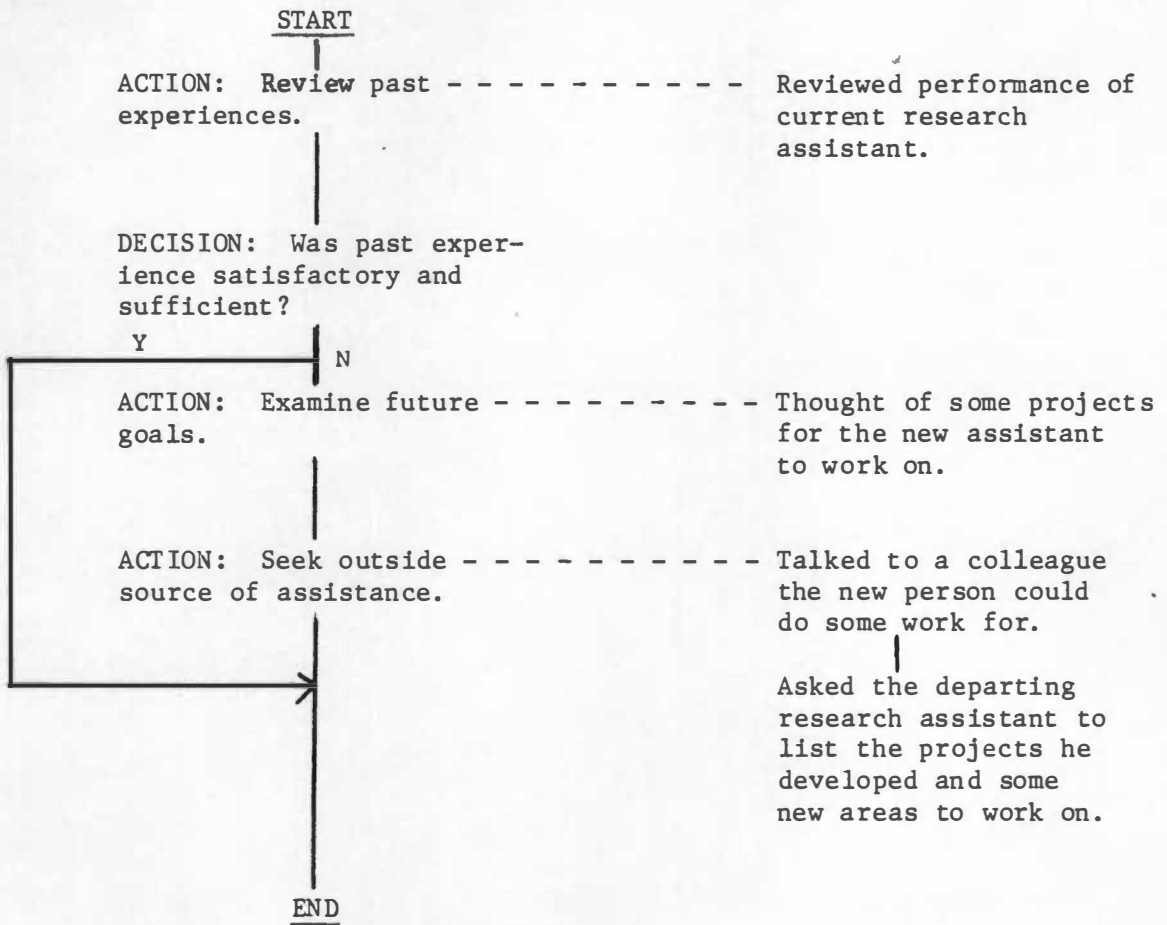 START
ACTION: Review past
experiences.
Reviewed performance of
current research
assistant.
DECISION: Was past exper-
ience satisfactory and
sufficient?
Y
N
ACTION: Examine future
goals.
Thought of some projects
for the new assistant
to work on.
ACTION: Seek outside
source of assistance.
Talked to a colleague
the new person could
do some work for.
Asked the departing
research assistant to
list the projects he
developed and some
new areas to work on.
END